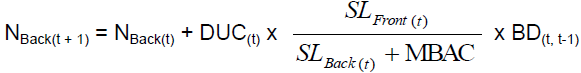 N_Back(t + 1) = N_Back(t) + DUC_(t) x SL_Front (t) / SL_Back (t) + MBAC x BD_(t, t-1)